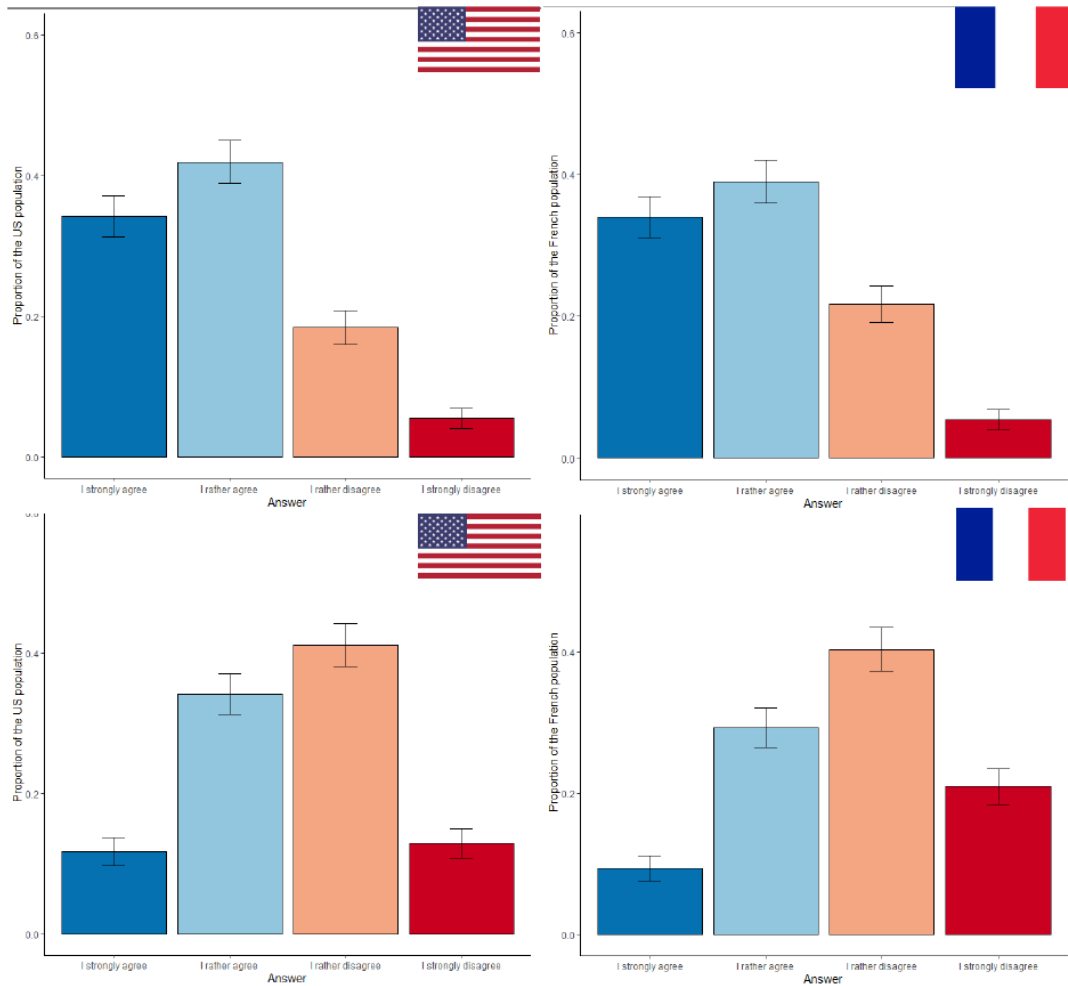 0.6
0.4
0.2
0.0
Proportion of the US population
I strongly agree I rather agree I rather disagree I strongly disagree
Answer
0.6
0.4
0.2
0.0
Proportion of the French population
I strongly agree I rather agree I rather disagree I strongly disagree
Answer
0.4
0.2
0.0
Proportion of the US population
I strongly agree I rather agree I rather disagree I strongly disagree
Answer
0.4
0.2
0.0
Proportion of the French population
I strongly agree I rather agree I rather disagree I strongly disagree
Answer